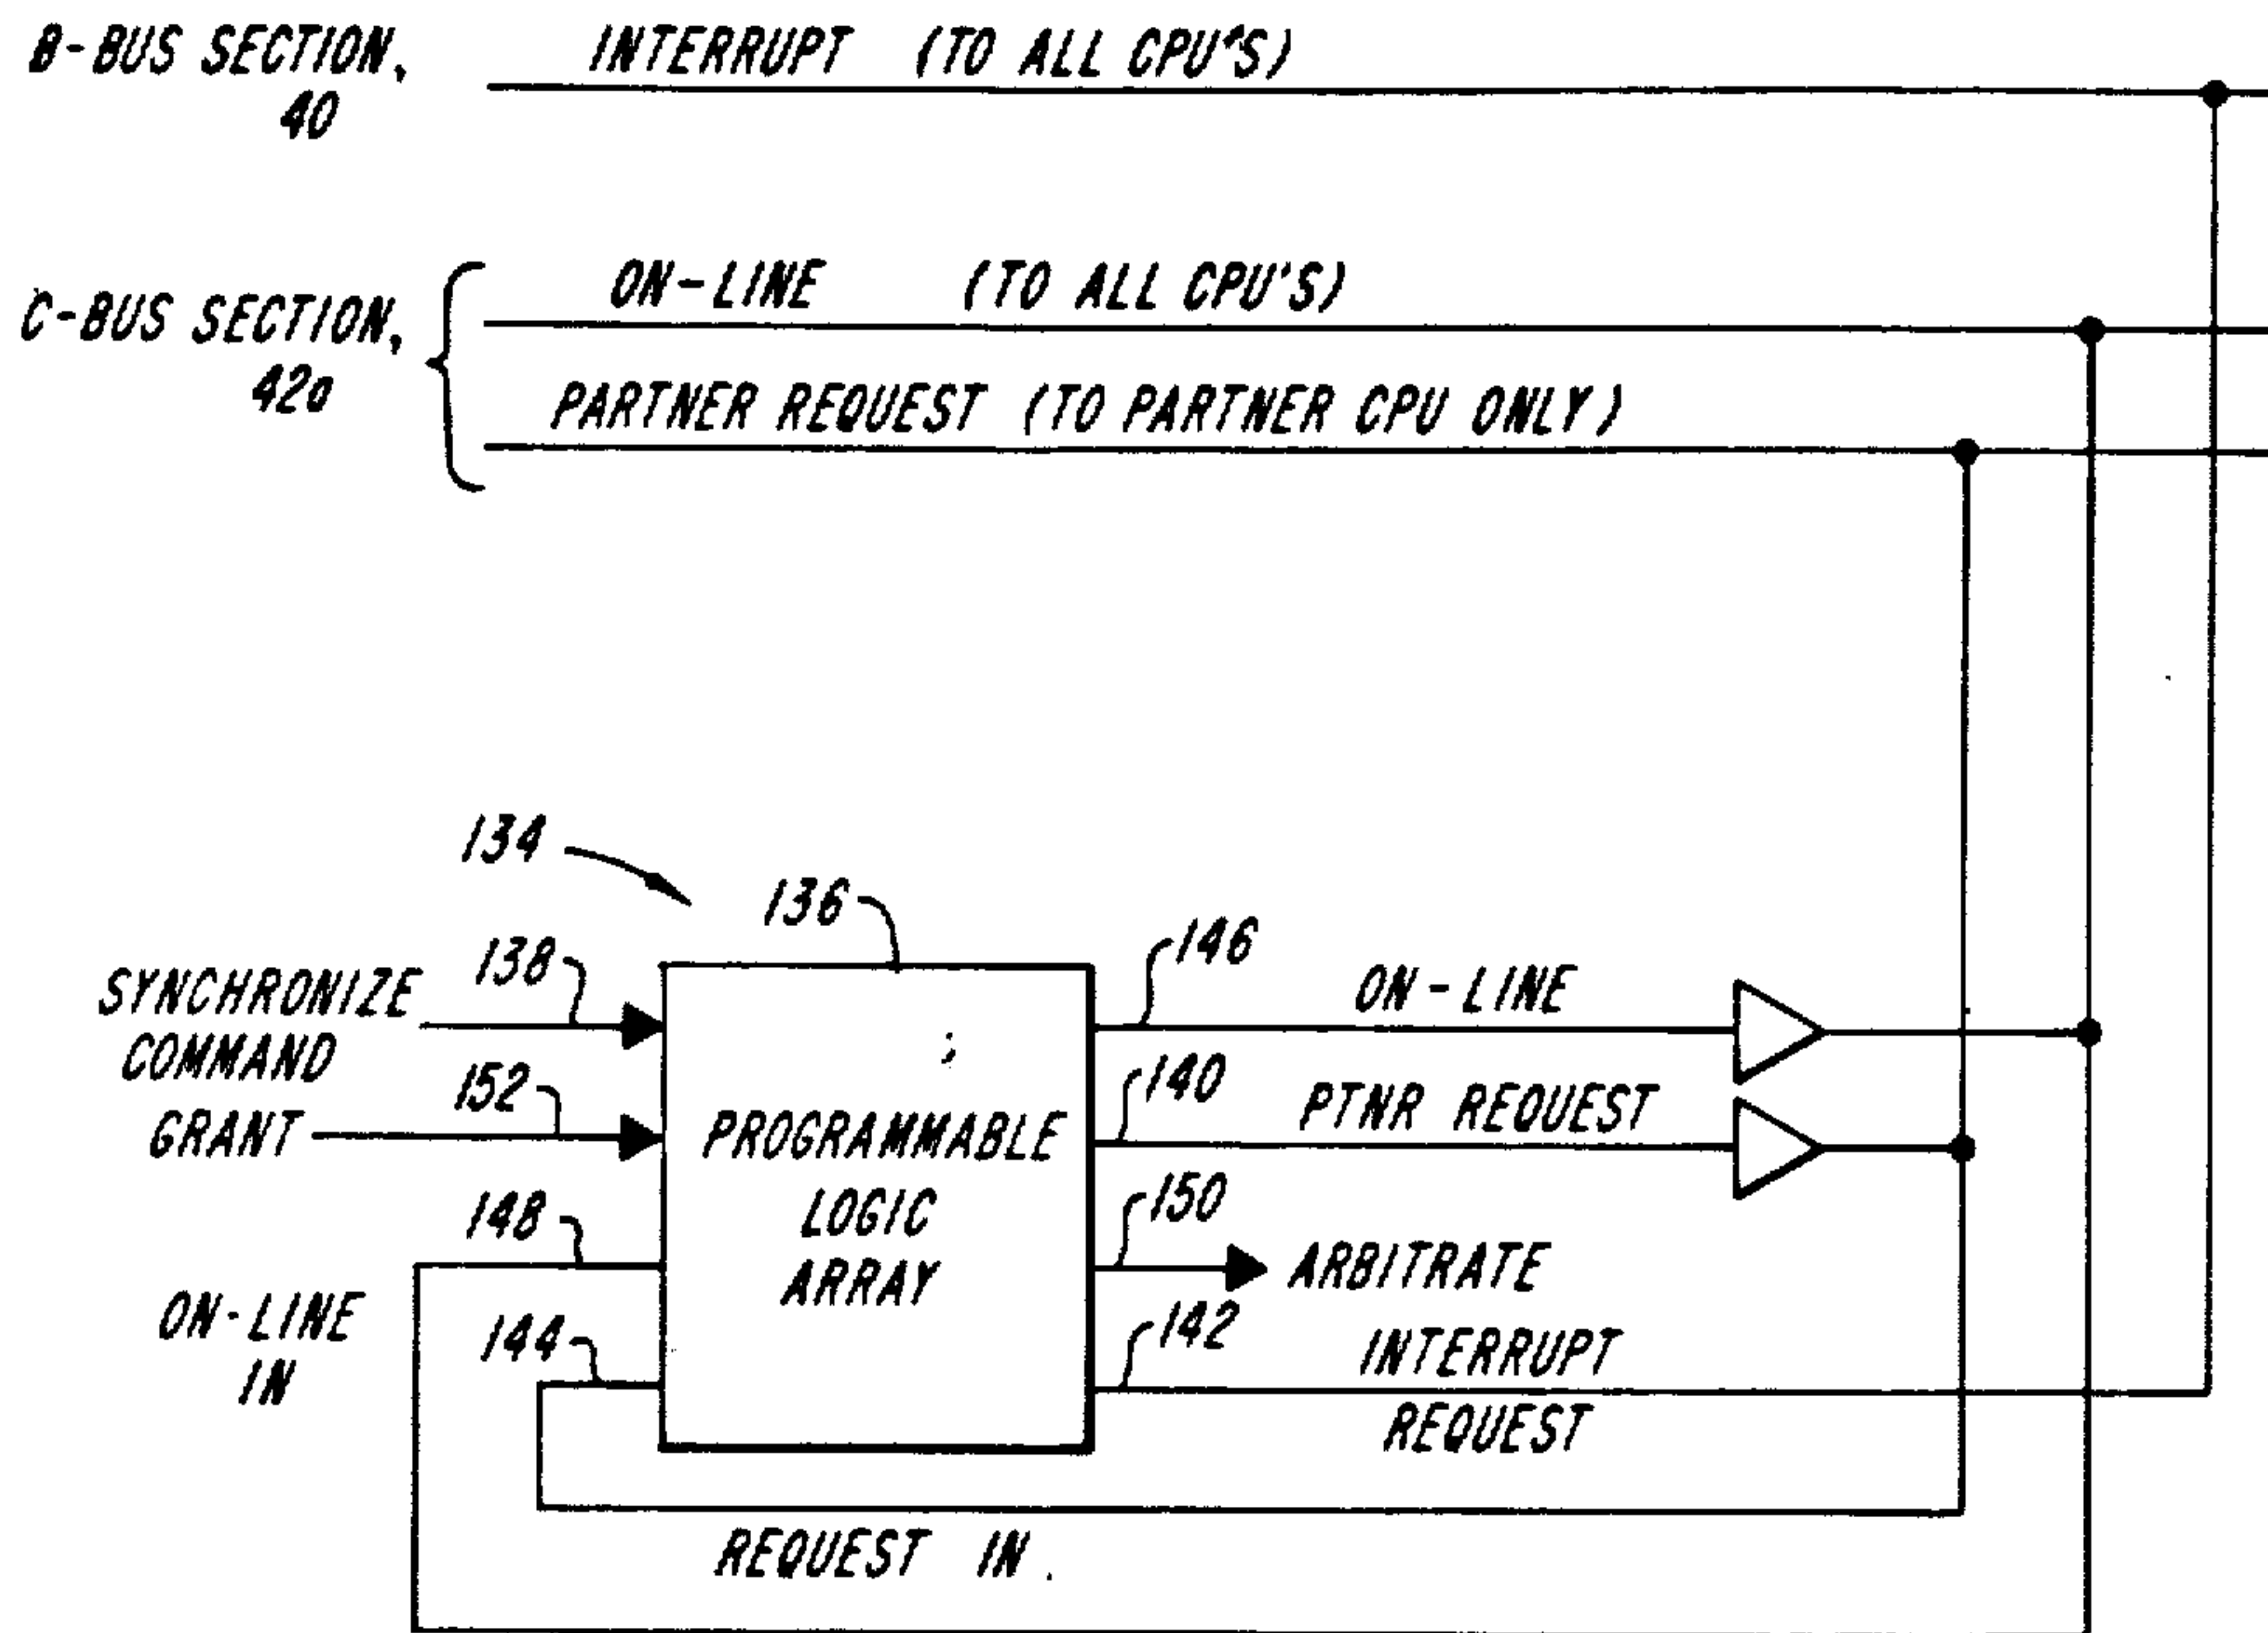 B-BUS SECTION,
40
INTERRUPT (TO ALL CPU'S)
C-BUS SECTION,
42a
ON-LINE (TO ALL CPU'S)
PARTNER REQUEST (TO PARTNER CPU ONLY)
134
136
138
SYNCHRONIZE
COMMAND
152
GRANT
148
ON-LINE
IN
144
PROGRAMMABLE
LOGIC
ARRAY
146
ON-LINE
140
PTNR REQUEST
150
ARBITRATE
142
INTERRUPT
REQUEST
REQUEST IN.